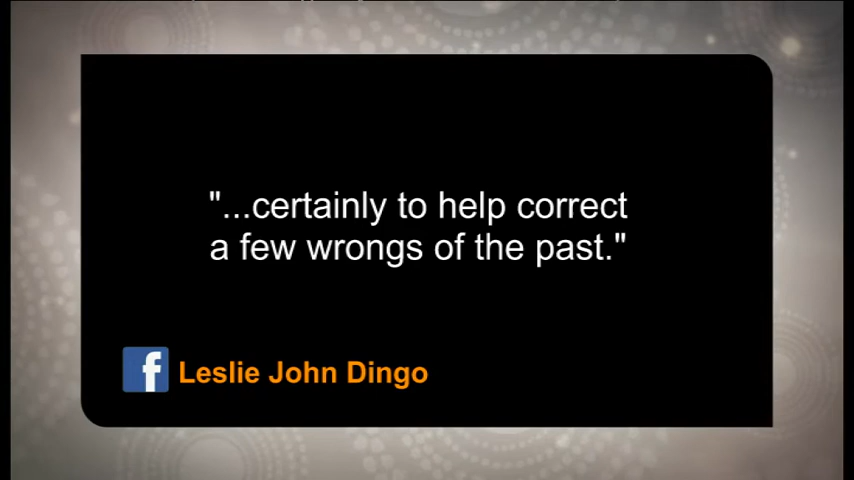 "...certainly to help correct
a few wrongs of the past."
f Leslie John Dingo